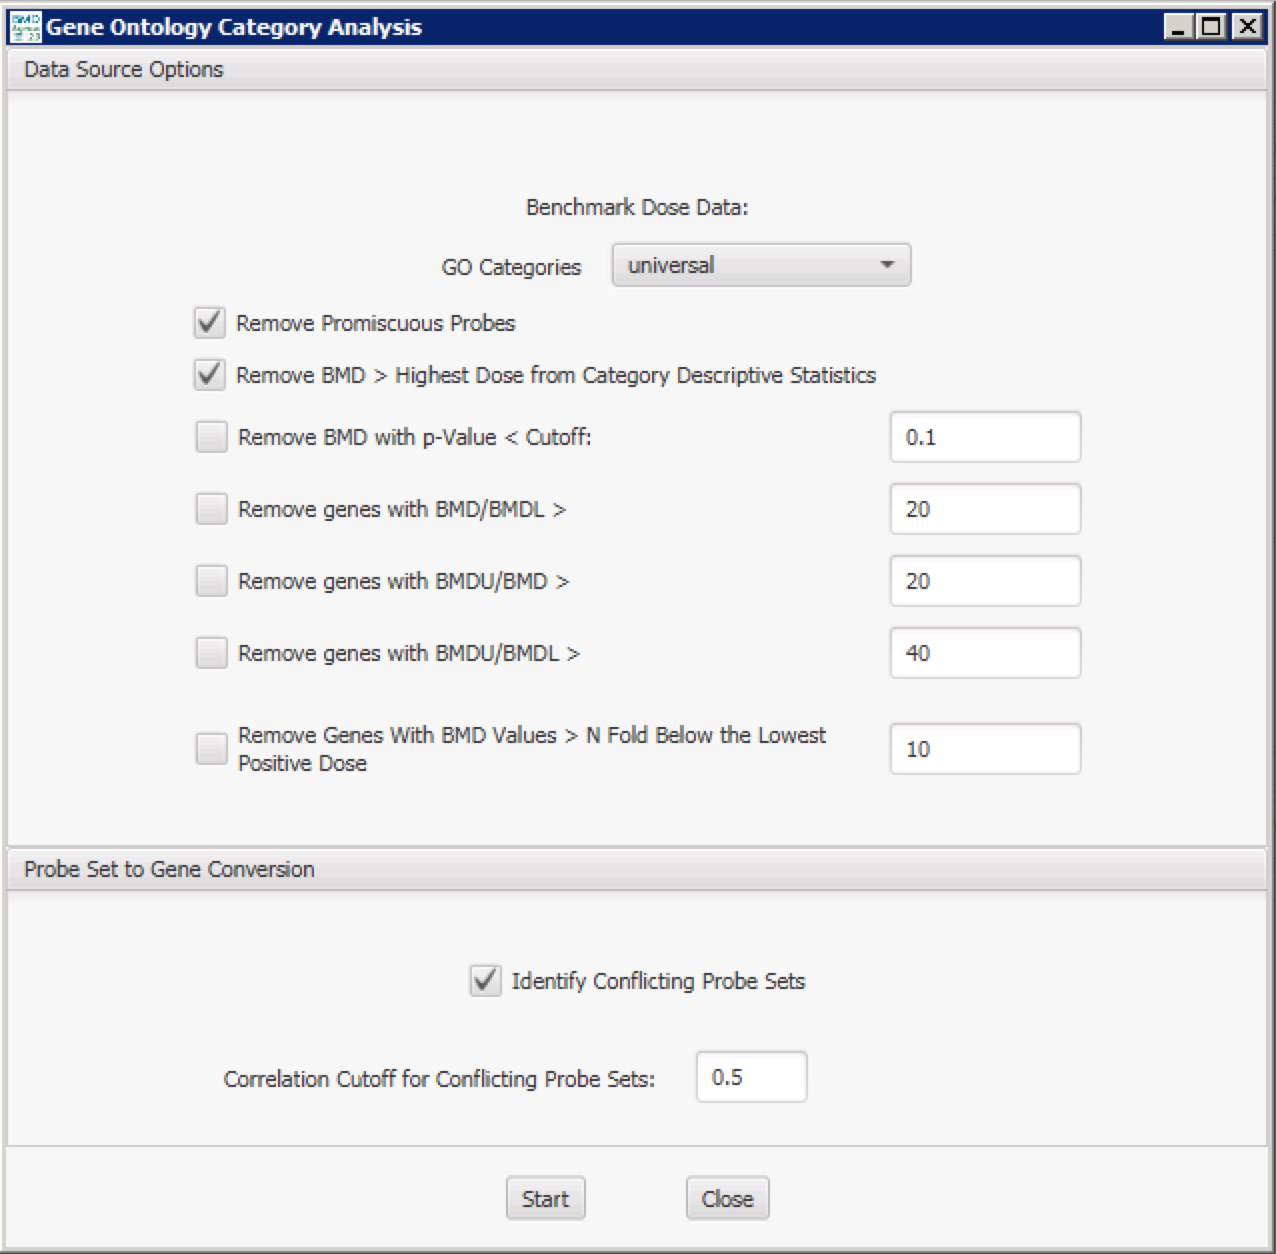 Gene Ontology Category Analysis
Data Source Options
Benchmark Dose Data:
GO Categories universal
Remove Promiscuous Probes
Remove BMD > Highest Dose from Category Descriptive Statistics
Remove BMD with p-Value < Cutoff: 0.1
Remove genes with BMD/BMDL > 20
Remove genes with BMDU/BMD > 20
Remove genes with BMDU/BMDL > 40
Remove Genes With BMD Values > N Fold Below the Lowest
Positive Dose 10
Probe Set to Gene Conversion
Identify Conflicting Probe Sets
Correlation Cutoff for Conflicting Probe Sets: 0.5
Start Close